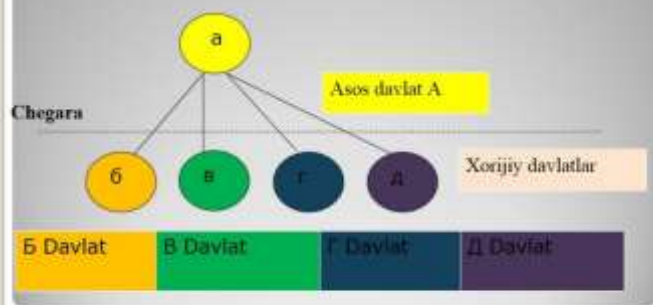 а
Asos davlat A
Chegara
б
в
г
д
Xorijiy davlatlar
Б Davlat
В Davlat
Г Davlat
Д Davlat